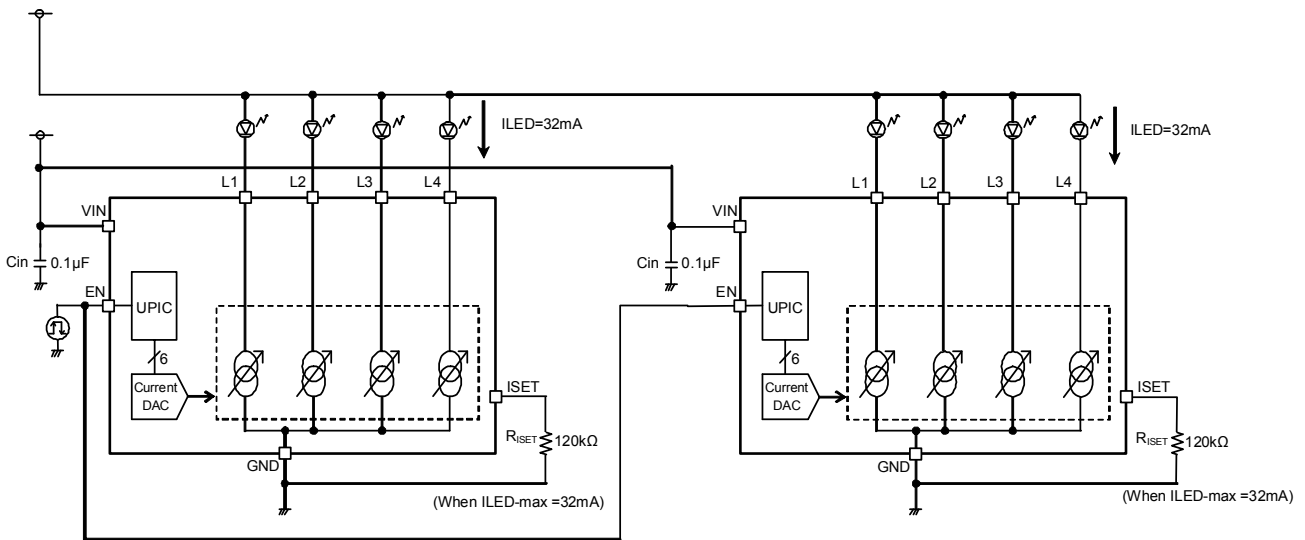 ILED=32mA
ILED=32mA
L1 L2 L3 L4
L1 L2 L3 L4
VIN
VIN
Cin 0.1µF
Cin 0.1µF
EN
EN
UPIC
UPIC
6
6
Current
DAC
Current
DAC
ISET
ISET
RISET 120kΩ
RISET 120kΩ
GND
GND
(When ILED-max =32mA)
(When ILED-max =32mA)